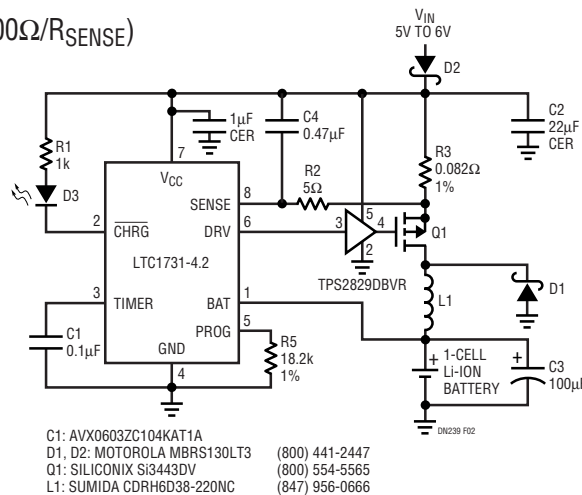 00Ω/RSENSE)
VIN
5V TO 6V
D2
1µF
CER
C4
0.47µF
C2
22µF
CER
R1
1k
7
VCC
R3
0.082Ω
1%
R2
5Ω
D3
8
SENSE
5
2
CHRG
DRV
6
3
4
Q1
2
LTC1731-4.2
TPS2829DBVR
3
TIMER
BAT
1
L1
D1
PROG
5
C1
0.1µF
GND
4
R5
18.2k
1%
+
1-CELL
Li-ION
BATTERY
+
C3
100µF
DN239 F02
C1: AVX0603ZC104KAT1A
D1, D2: MOTOROLA MBRS130LT3 (800) 441-2447
Q1: SILICONIX Si3443DV (800) 554-5565
L1: SUMIDA CDRH6D38-220NC (847) 956-0666